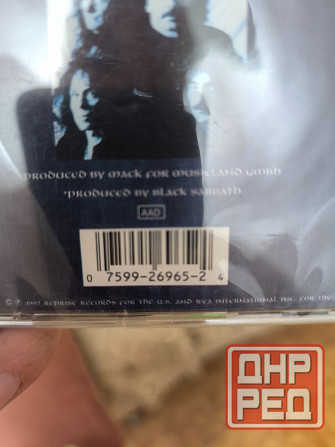 PRODUCED BY MACK FOR MUSICLAND GMBH
*PRODUCED BY BLACK SABBATH
AAD
0 7599-26965-2 4
© ℗ 1992 REPRISE RECORDS FOR THE U.S. AND WEA INTERNATIONAL INC. FOR THE
ДНР
РЕД